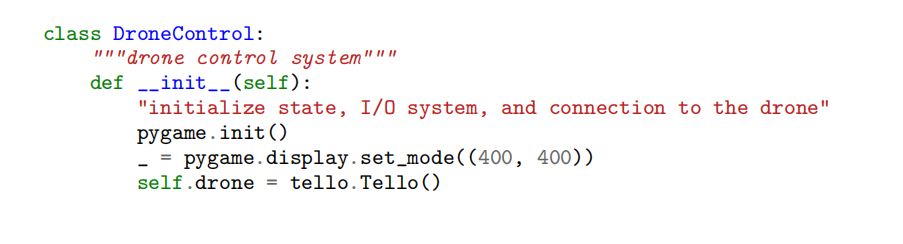 class DroneControl:
    """drone control system"""
    def __init__(self):
        "initialize state, I/O system, and connection to the drone"
        pygame.init()
        _ = pygame.display.set_mode((400, 400))
        self.drone = tello.Tello()